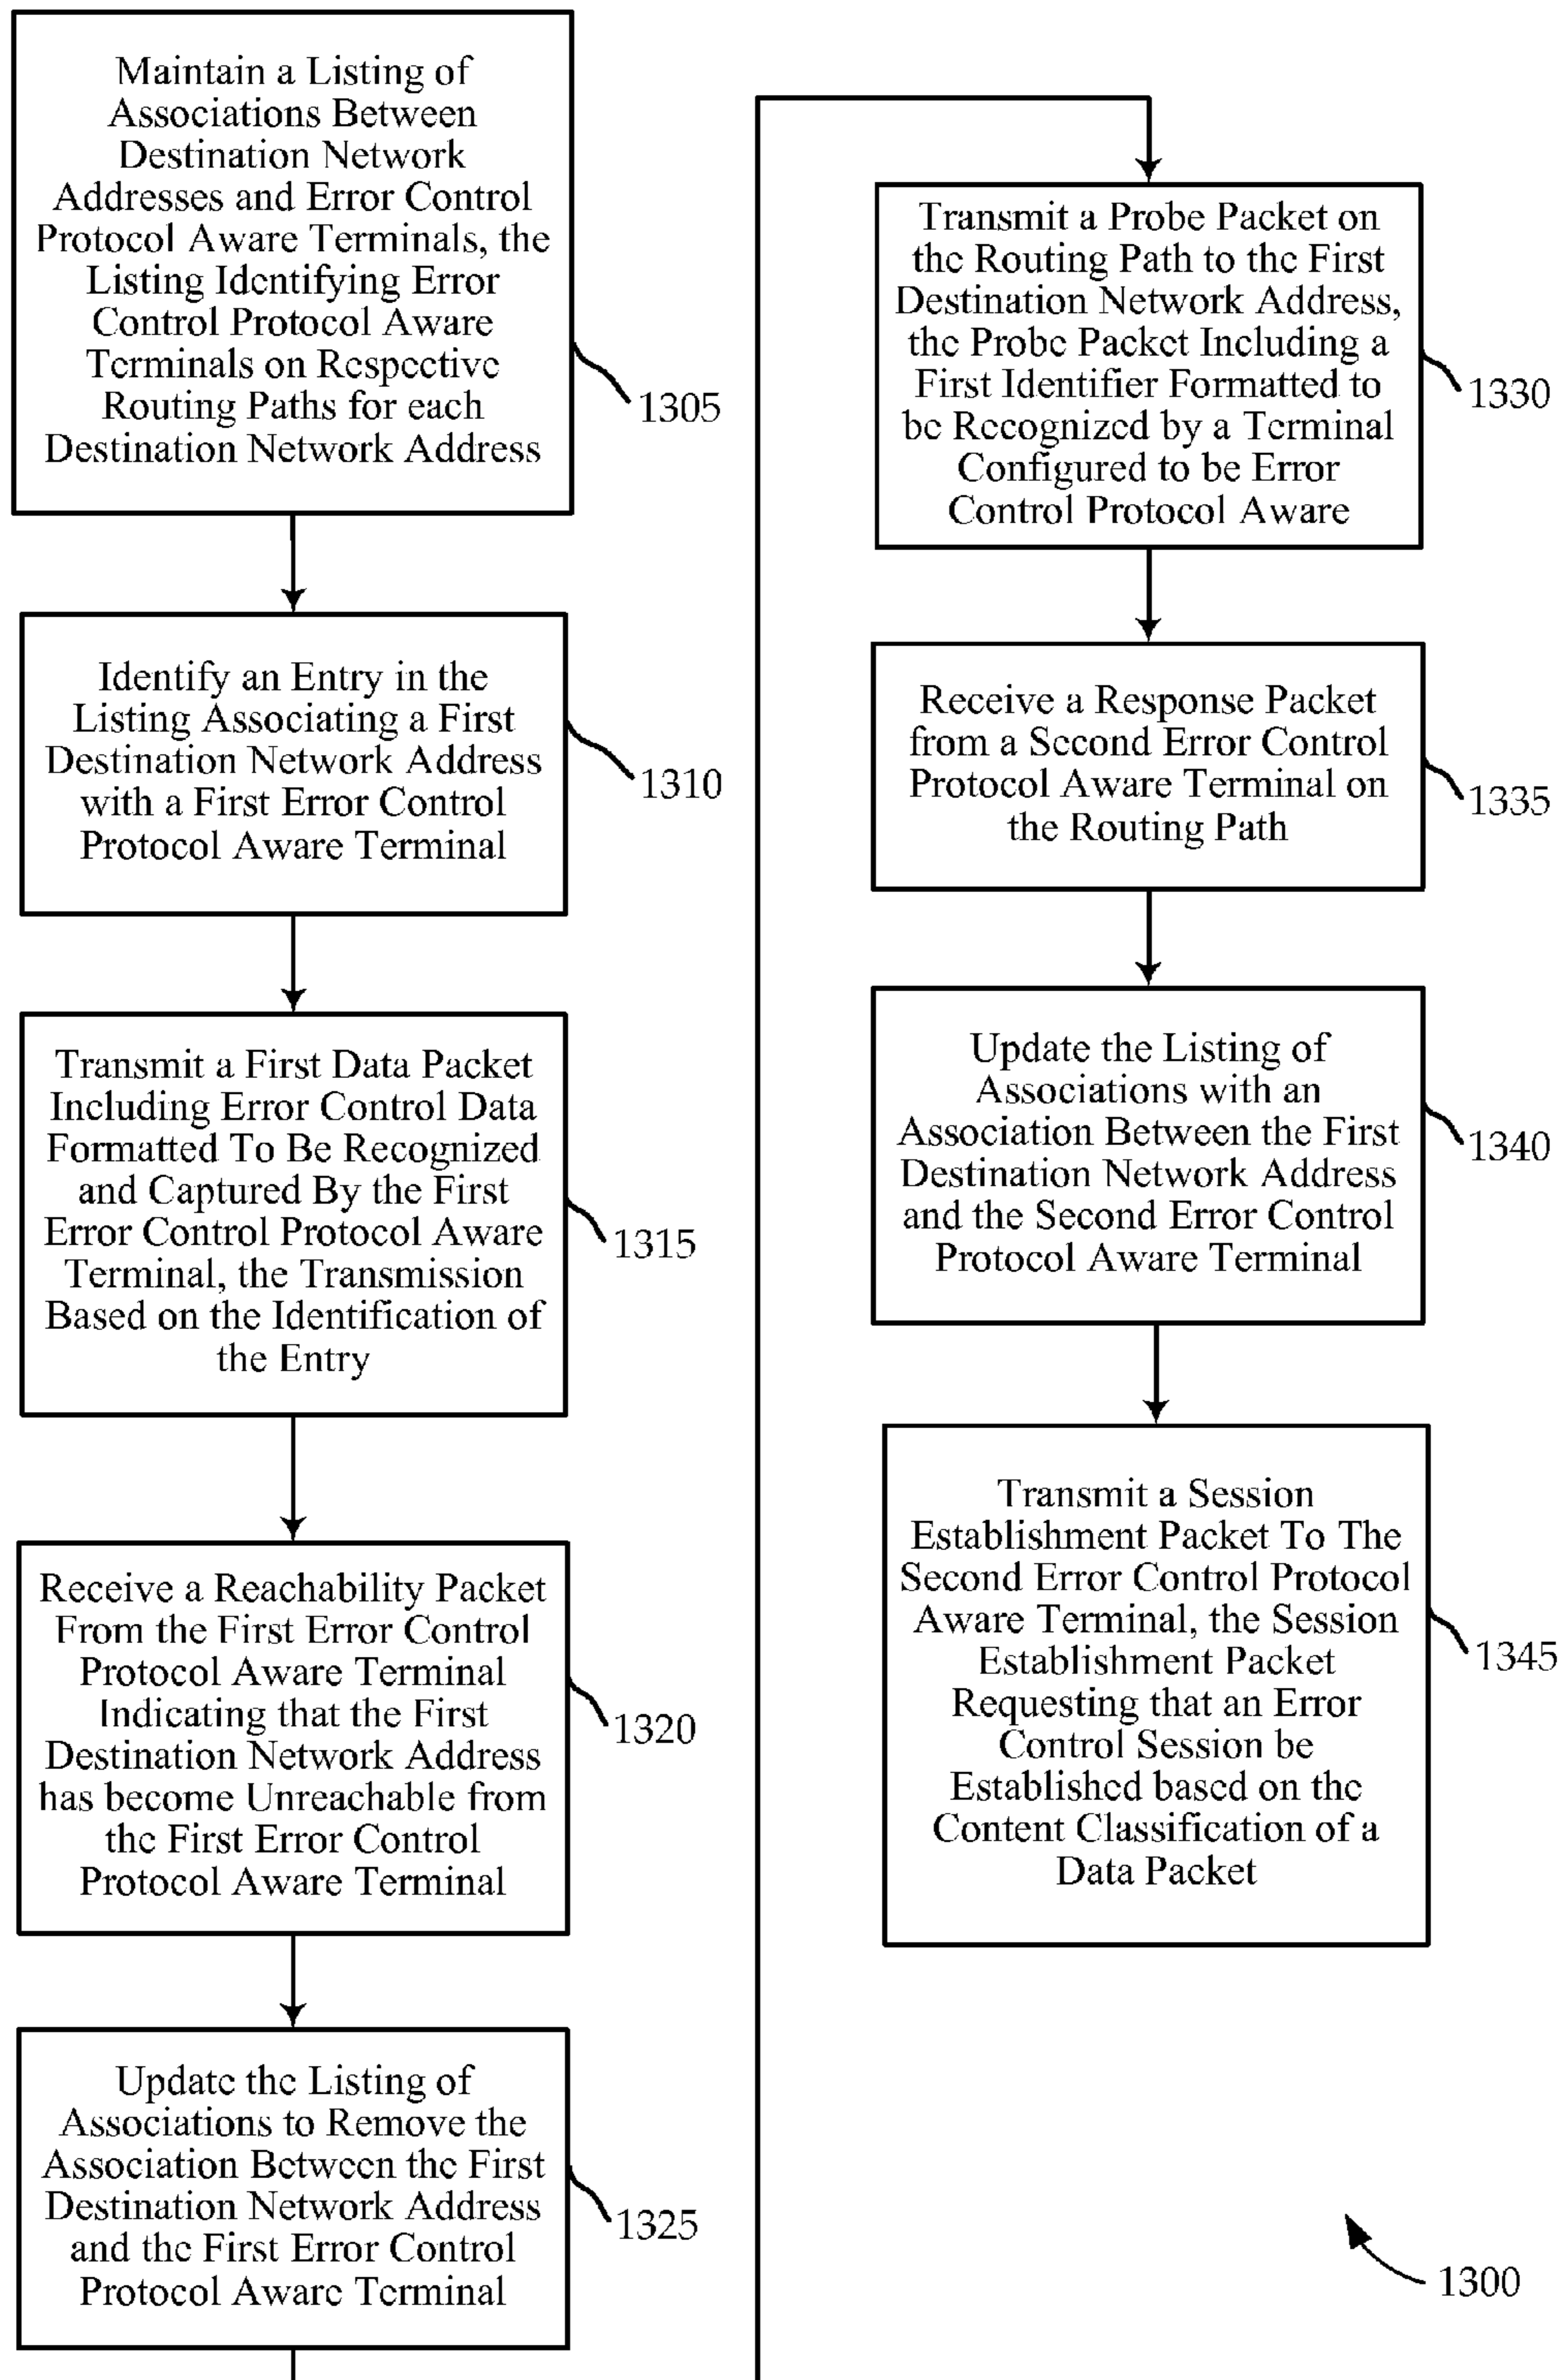 Maintain a Listing of
Associations Between
Destination Network
Addresses and Error Control
Protocol Aware Terminals, the
Listing Identifying Error
Control Protocol Aware
Terminals on Respective
Routing Paths for each
Destination Network Address
1305
Identify an Entry in the
Listing Associating a First
Destination Network Address
with a First Error Control
Protocol Aware Terminal
1310
Transmit a First Data Packet
Including Error Control Data
Formatted To Be Recognized
and Captured By the First
Error Control Protocol Aware
Terminal, the Transmission
Based on the Identification of
the Entry
1315
Receive a Reachability Packet
From the First Error Control
Protocol Aware Terminal
Indicating that the First
Destination Network Address
has become Unreachable from
the First Error Control
Protocol Aware Terminal
1320
Update the Listing of
Associations to Remove the
Association Between the First
Destination Network Address
and the First Error Control
Protocol Aware Terminal
1325
Transmit a Probe Packet on
the Routing Path to the First
Destination Network Address,
the Probe Packet Including a
First Identifier Formatted to
be Recognized by a Terminal
Configured to be Error
Control Protocol Aware
1330
Receive a Response Packet
from a Second Error Control
Protocol Aware Terminal on
the Routing Path
1335
Update the Listing of
Associations with an
Association Between the First
Destination Network Address
and the Second Error Control
Protocol Aware Terminal
1340
Transmit a Session
Establishment Packet To The
Second Error Control Protocol
Aware Terminal, the Session
Establishment Packet
Requesting that an Error
Control Session be
Established based on the
Content Classification of a
Data Packet
1345
1300